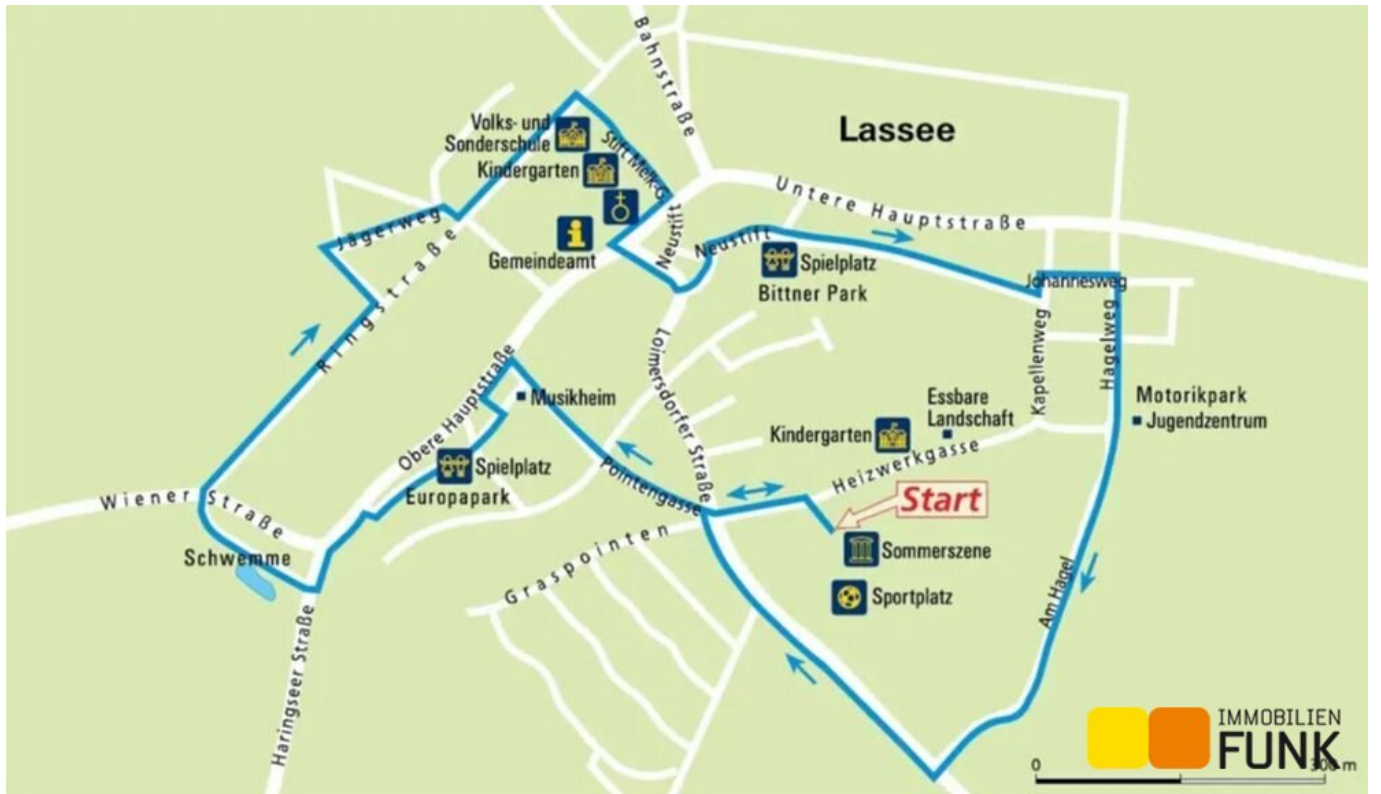 Bahnstraße
Lassee
Volks- und
Sonderschule
Stift Melk-G
Kindergarten
Untere Hauptstraße
Jägerweg
Neustift
Neustift
Gemeindeamt
Spielplatz
Bittner Park
Johannesweg
Ringstraße
Hagelweg
Kapellenweg
Loimersdorfer Straße
Musikheim
Obere Hauptstraße
Essbare
Landschaft
Motorikpark
Jugendzentrum
Kindergarten
Heizwerkgasse
Spielplatz
Europapark
Pointengasse
Start
Wiener Straße
Graspointen
Schwemme
Sommerszene
Sportplatz
Am Hagel
Haringseer Straße
IMMOBILIEN
FUNK
0
300 m